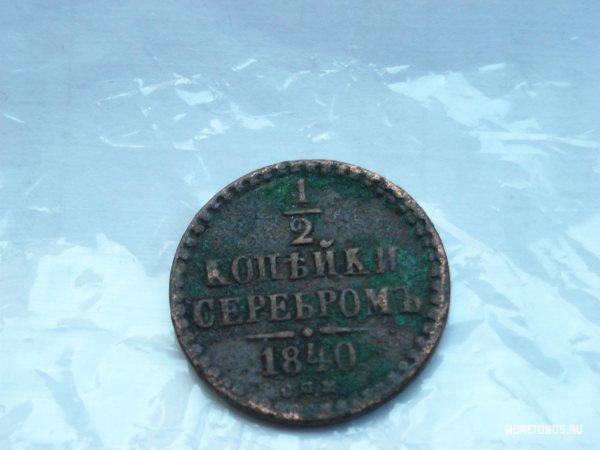 1
2
КОПѢЙКИ
СЕРЕБРОМЪ
1840
MONETONOS.RU